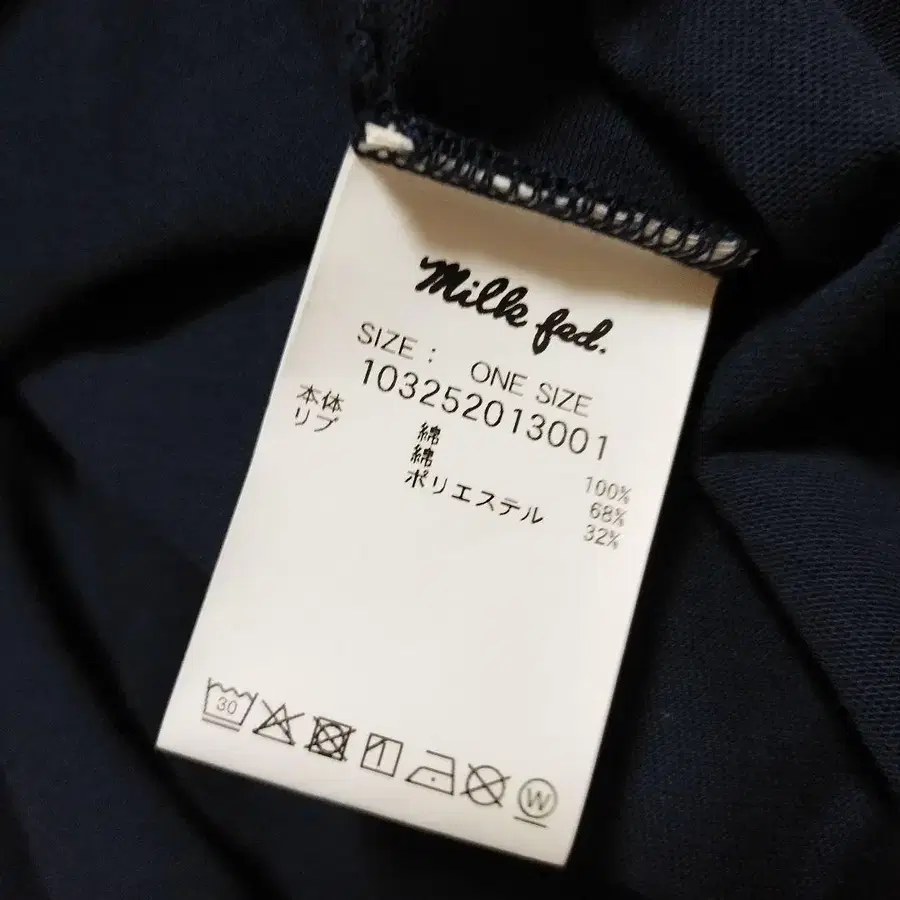 Milk fed.
SIZE : ONE SIZE
103252013001
本体 綿 100%
リブ 綿 68%
ポリエステル 32%
30
W